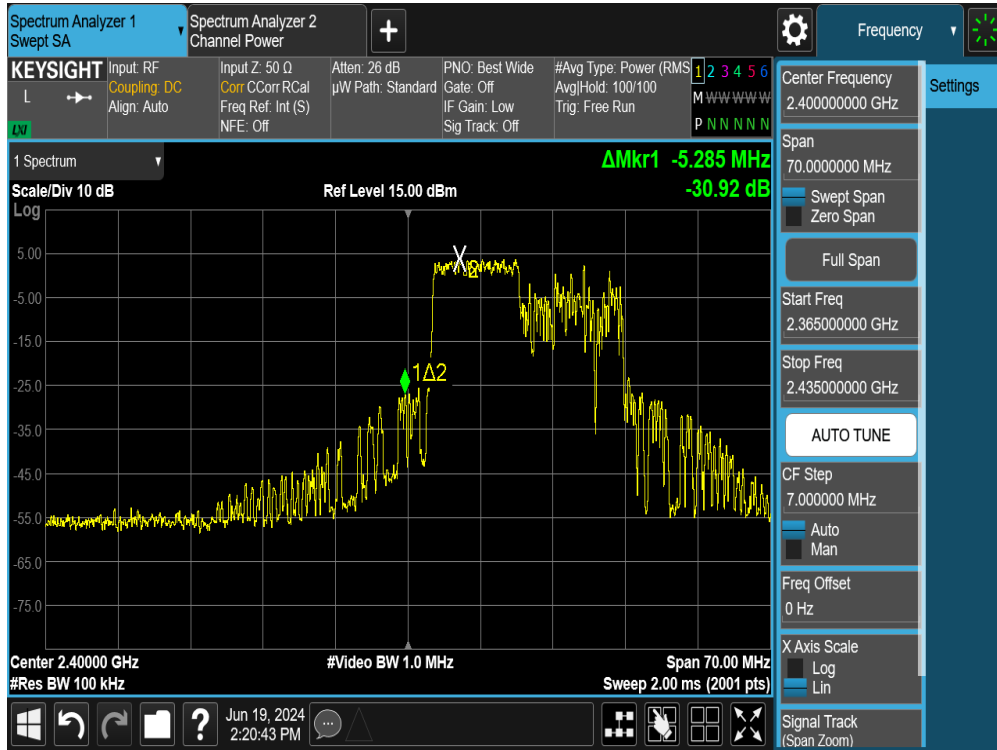 Spectrum Analyzer 1
Swept SA
Spectrum Analyzer 2
Channel Power
Frequency
KEYSIGHT
L
LXI
Input: RF
Coupling: DC
Align: Auto
Input Z: 50 Ω
Corr CCorr RCal
Freq Ref: Int (S)
NFE: Off
Atten: 26 dB
µW Path: Standard
PNO: Best Wide
Gate: Off
IF Gain: Low
Sig Track: Off
#Avg Type: Power (RMS
Avg|Hold: 100/100
Trig: Free Run
1 2 3 4 5 6
M W W W W W
P N N N N N
1 Spectrum
ΔMkr1 -5.285 MHz
-30.92 dB
Scale/Div 10 dB
Ref Level 15.00 dBm
Log
5.00
-5.00
-15.0
-25.0
-35.0
-45.0
-55.0
-65.0
-75.0
X2
1Δ2
Center 2.40000 GHz
#Video BW 1.0 MHz
Span 70.00 MHz
#Res BW 100 kHz
Sweep 2.00 ms (2001 pts)
Jun 19, 2024
2:20:43 PM
?
Settings
Center Frequency
2.400000000 GHz
Span
70.0000000 MHz
Swept Span
Zero Span
Full Span
Start Freq
2.365000000 GHz
Stop Freq
2.435000000 GHz
AUTO TUNE
CF Step
7.000000 MHz
Auto
Man
Freq Offset
0 Hz
X Axis Scale
Log
Lin
Signal Track
(Span Zoom)